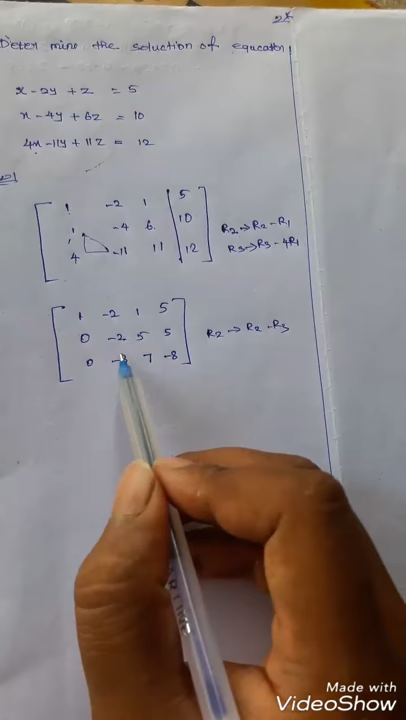 Deter mine the soluction of equcation
x - 2y + z = 5
x - 4y + 6z = 10
4x - 11y + 11z = 12
1 -2 1 5
1 -4 6 10 R2→R2-R1
4 -11 11 12 R3→R3-4R1
1 -2 1 5
0 -2 5 5 R2→R2-R3
0 7 -8
Made with
VideoShow